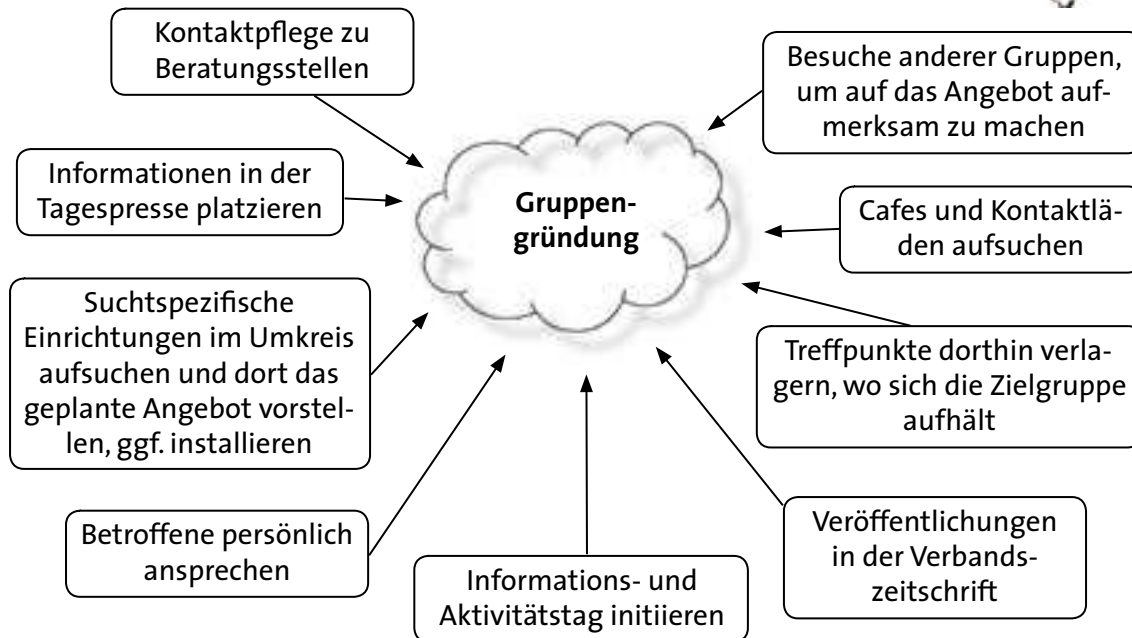 Kontaktpflege zu
Beratungsstellen
Besuche anderer Gruppen,
um auf das Angebot auf-
merksam zu machen
Informationen in der
Tagespresse platzieren
Gruppen-
gründung
Cafes und Kontaktlä-
den aufsuchen
Suchtspezifische
Einrichtungen im Umkreis
aufsuchen und dort das
geplante Angebot vorstel-
len, ggf. installieren
Treffpunkte dorthin verla-
gern, wo sich die Zielgruppe
aufhält
Betroffene persönlich
ansprechen
Informations- und
Aktivitätstag initiieren
Veröffentlichungen
in der Verbands-
zeitschrift